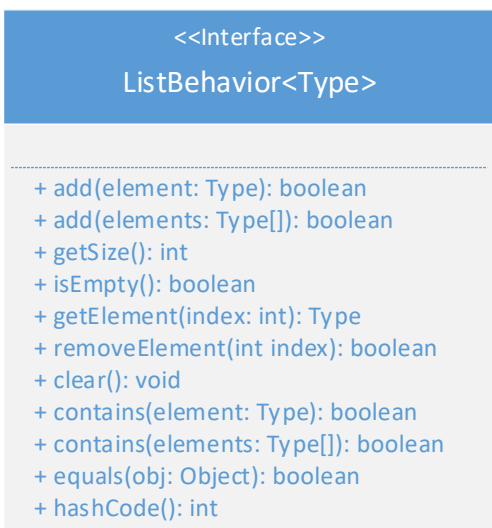 <<Interface>>
ListBehavior<Type>
+ add(element: Type): boolean
+ add(elements: Type[]): boolean
+ getSize(): int
+ isEmpty(): boolean
+ getElement(index: int): Type
+ removeElement(int index): boolean
+ clear(): void
+ contains(element: Type): boolean
+ contains(elements: Type[]): boolean
+ equals(obj: Object): boolean
+ hashCode(): int